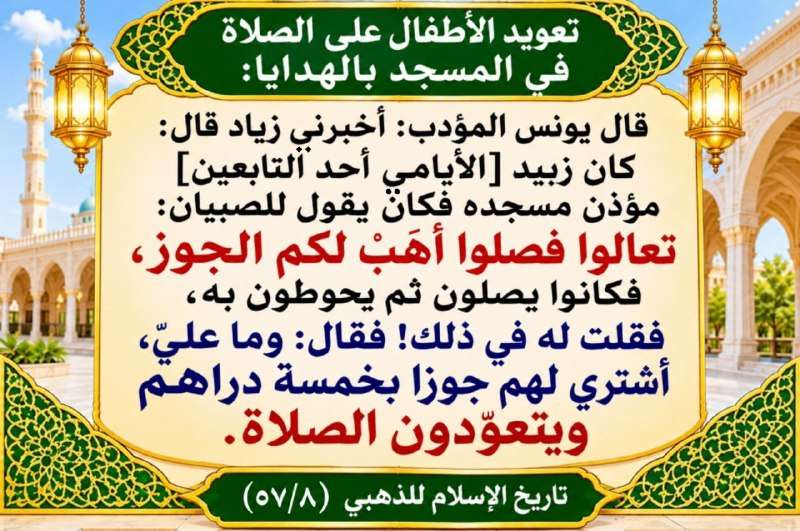 تعويد الأطفال على الصلاة
في المسجد بالهدايا:
قال يونس المؤدب: أخبرني زياد قال:
كان زبيد [الأيامي أحد التابعين]
مؤذن مسجده فكان يقول للصبيان:
تعالوا فصلوا أهَبْ لكم الجوز،
فكانوا يصلون ثم يحوطون به،
فقلت له في ذلك! فقال: وما عليّ،
أشتري لهم جوزا بخمسة دراهم
ويتعوّدون الصلاة.
تاريخ الإسلام للذهبي (٥٧/٨)